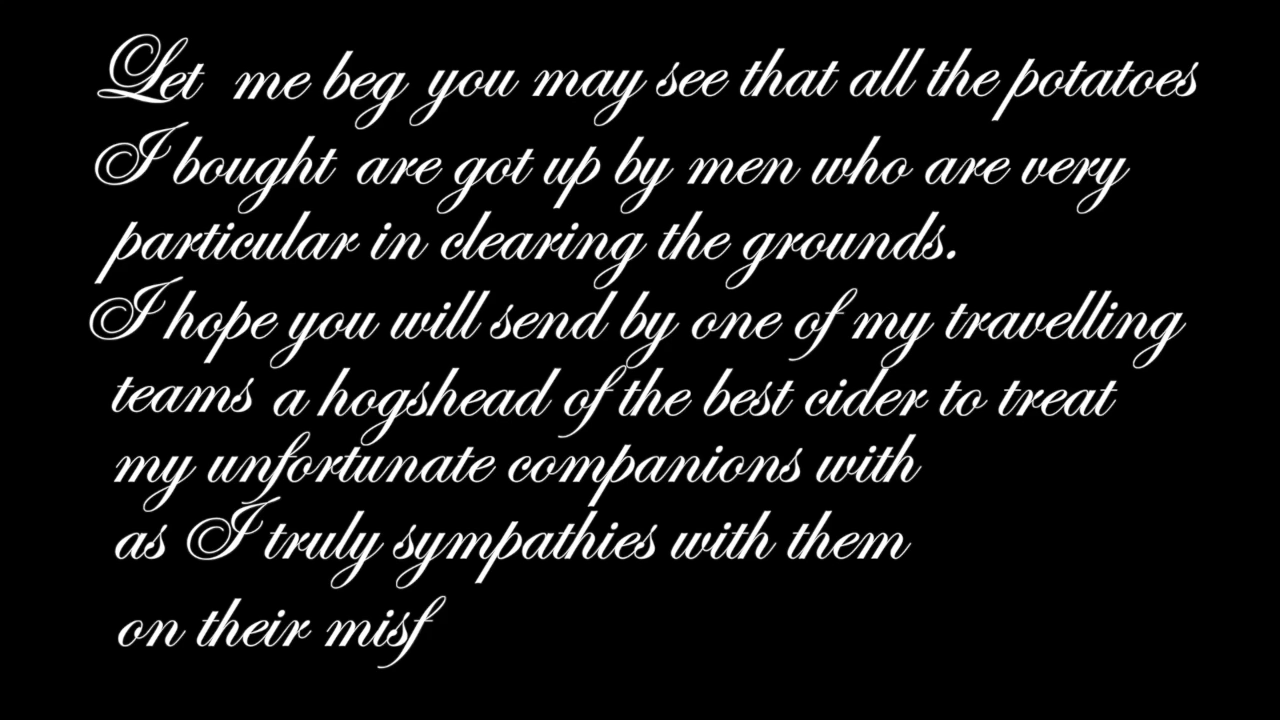 Let me beg you may see that all the potatoes
I bought are got up by men who are very
particular in clearing the grounds.
I hope you will send by one of my travelling
teams a hogshead of the best cider to treat
my unfortunate companions with
as I truly sympathies with them
on their misf